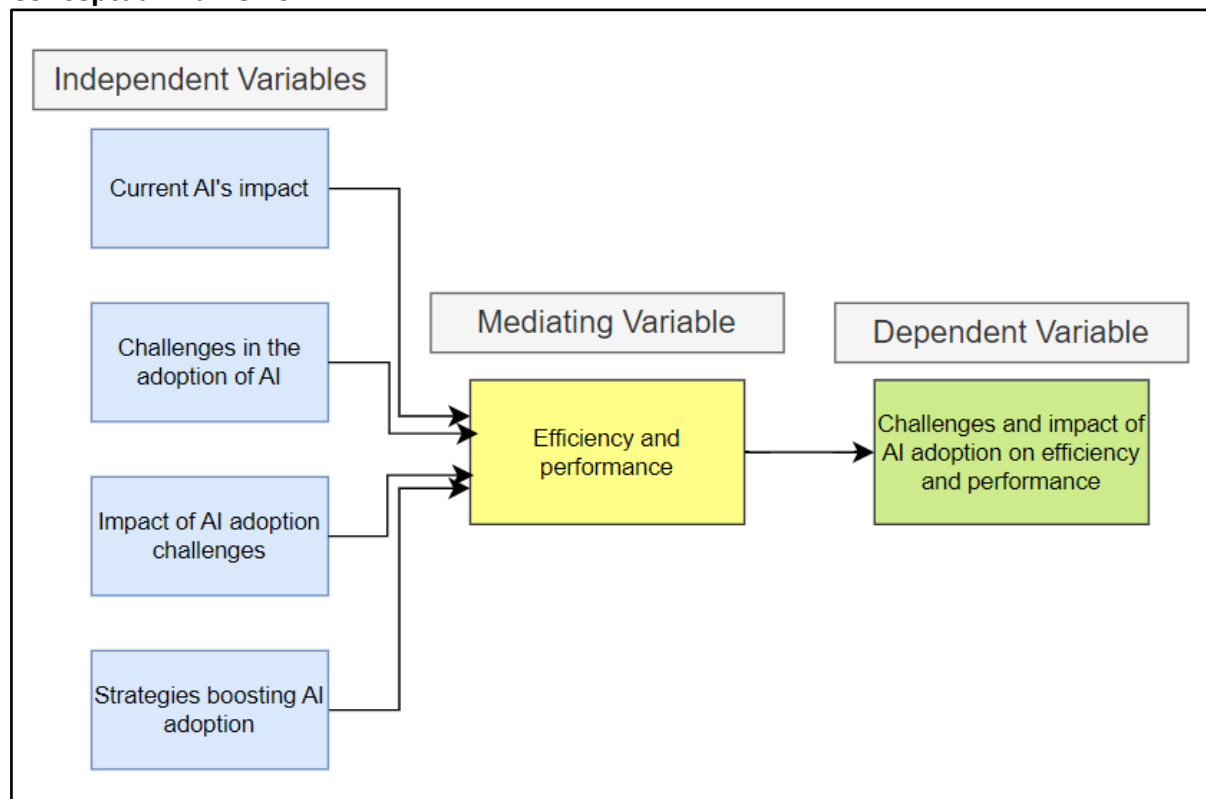 Independent Variables
Current AI's impact
Challenges in the
adoption of AI
Impact of AI adoption
challenges
Strategies boosting AI
adoption
Mediating Variable
Efficiency and
performance
Dependent Variable
Challenges and impact of
AI adoption on efficiency
and performance